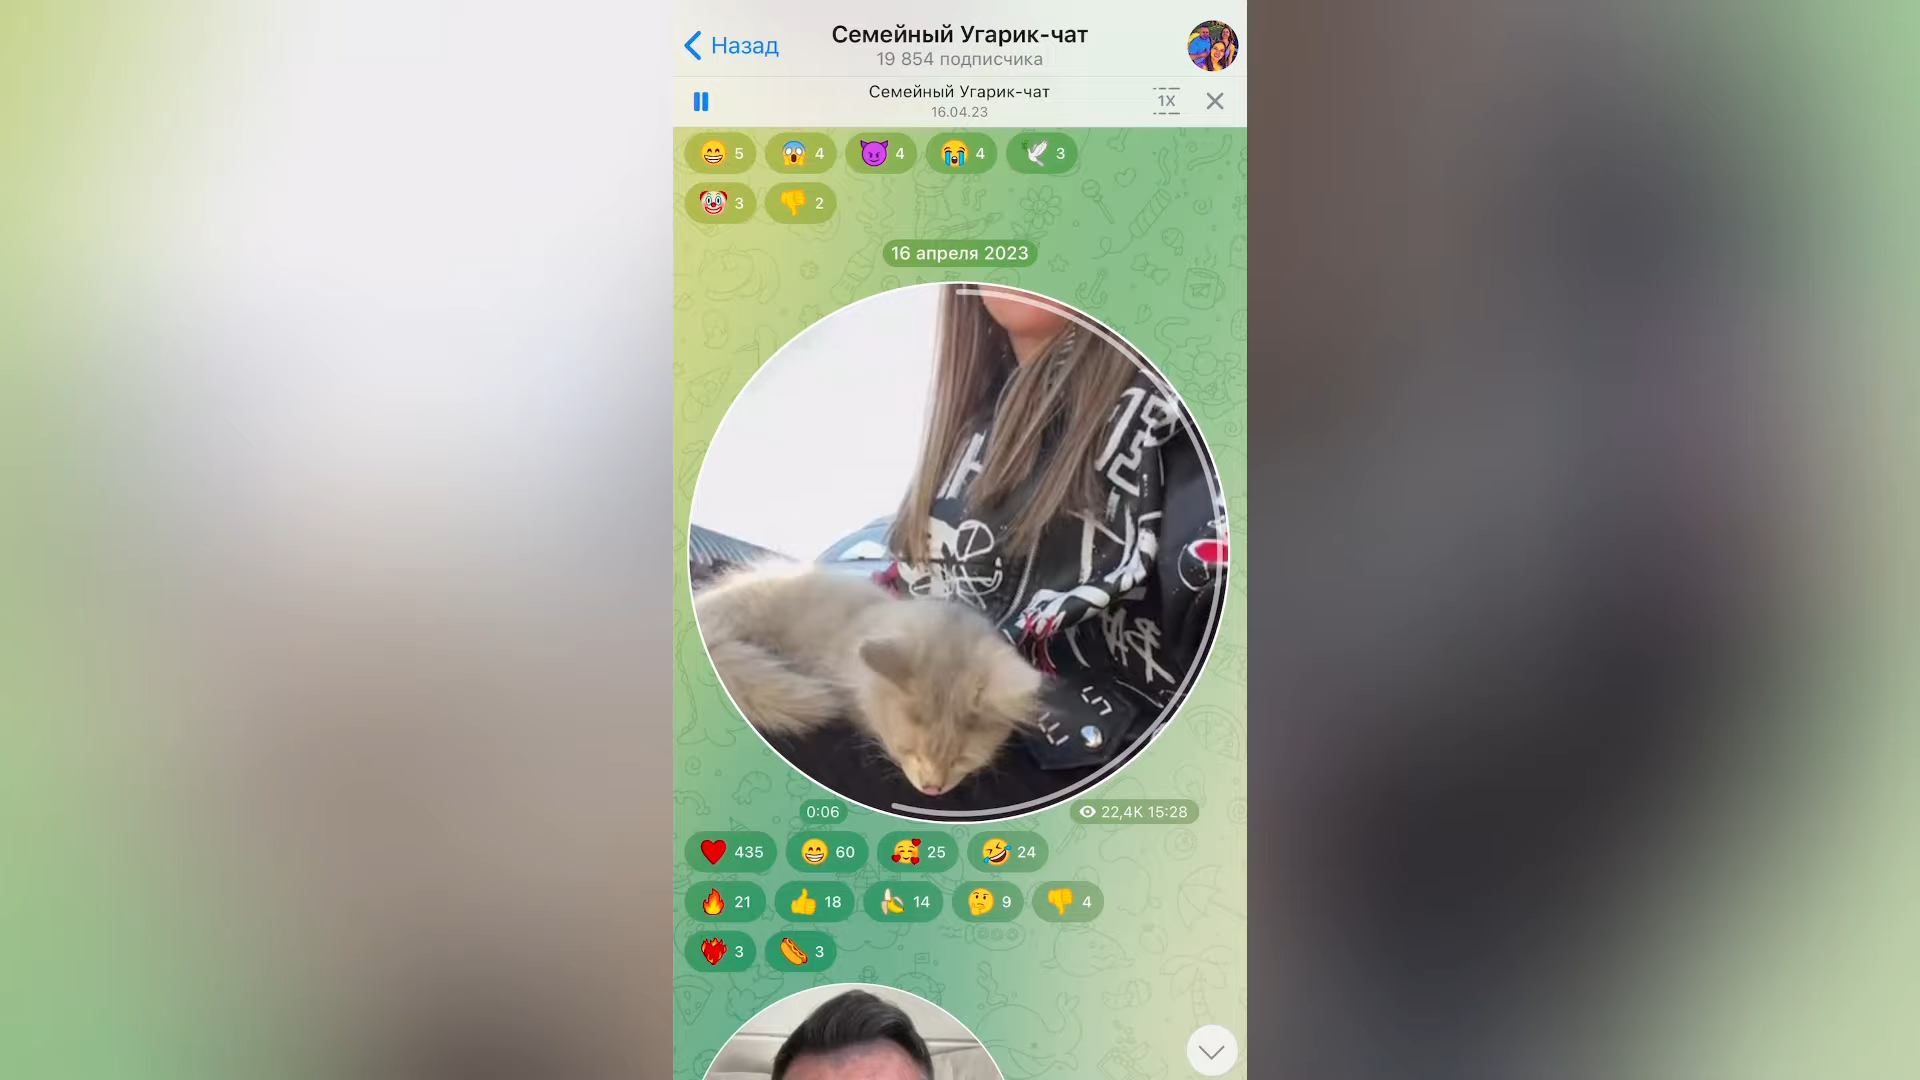 Назад
Семейный Угарик-чат
19 854 подписчика
Семейный Угарик-чат
16.04.23
1X
5 4 4 4 3
3 2
16 апреля 2023
0:06
22,4K 15:28
435 60 25 24
21 18 14 9 4
3 3